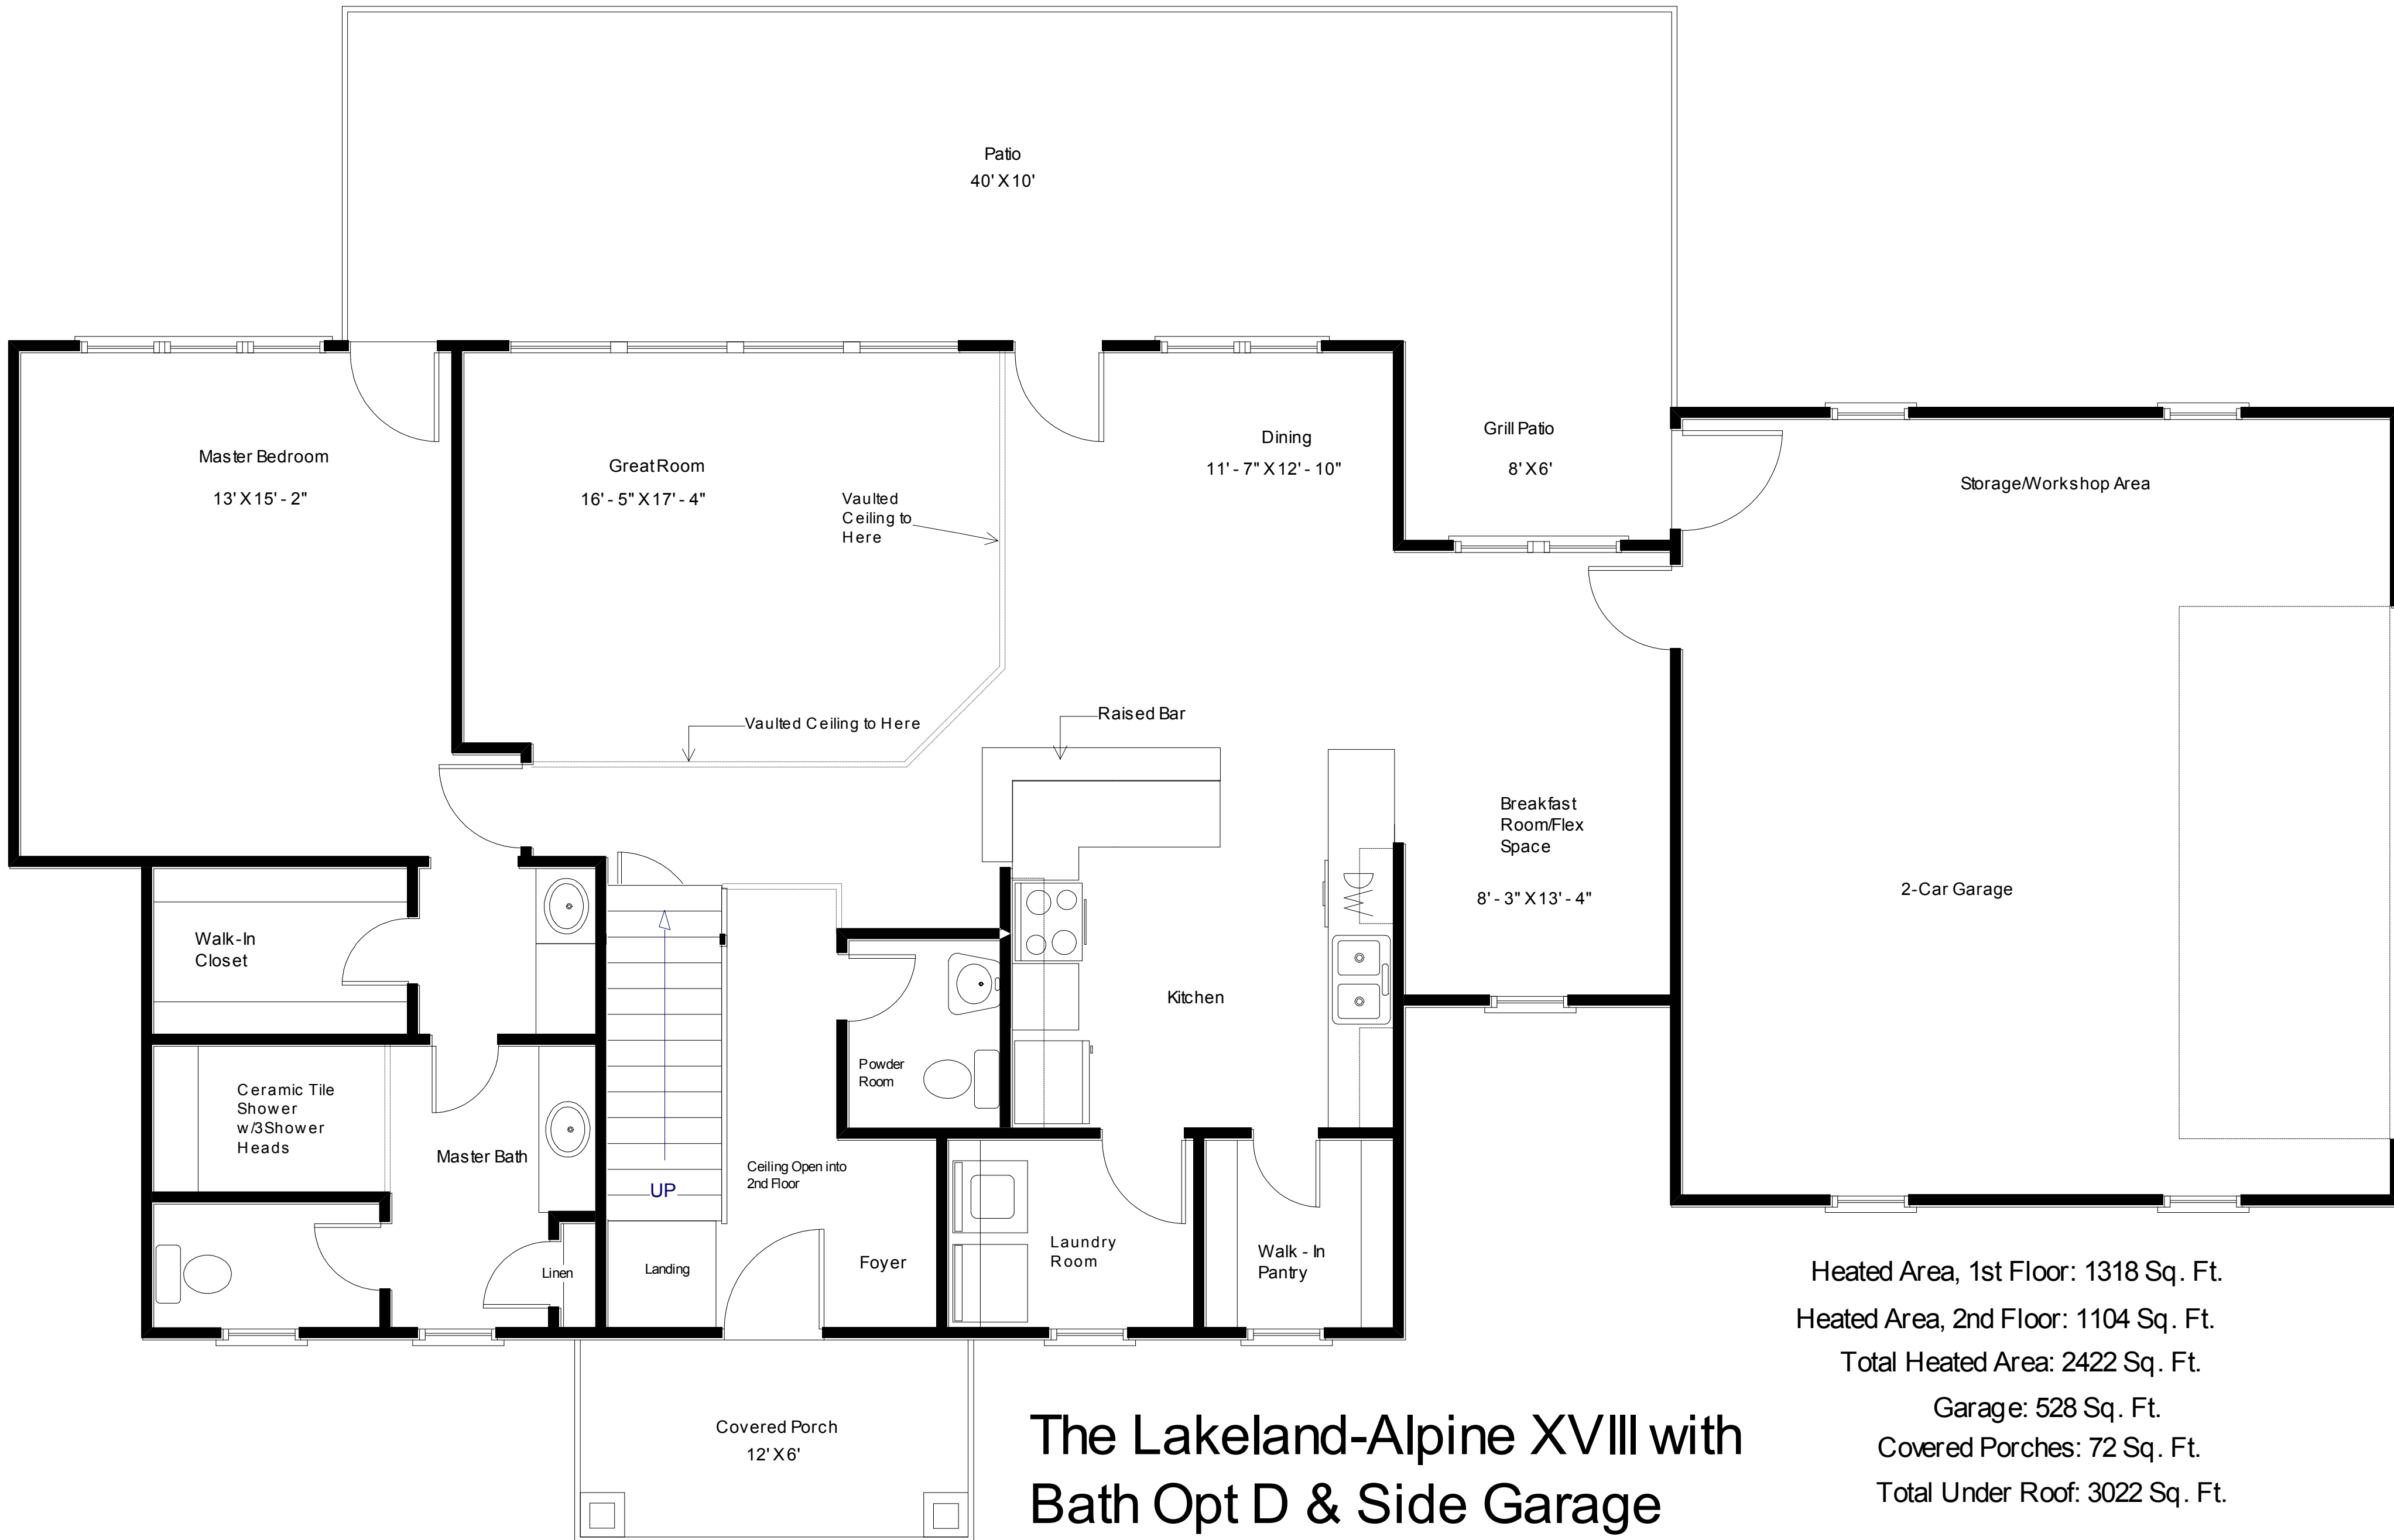 Patio
40' X 10'
Master Bedroom
13' X 15' - 2"
Great Room
16' - 5" X 17' - 4"
Vaulted
Ceiling to
Here
Dining
11' - 7" X 12' - 10"
Grill Patio
8' X 6'
Storage/Workshop Area
Vaulted Ceiling to Here
Raised Bar
Breakfast
Room/Flex
Space
8' - 3" X 13' - 4"
2-Car Garage
Walk-In
Closet
Kitchen
Powder
Room
Ceramic Tile
Shower
w/3Shower
Heads
Master Bath
Ceiling Open into
2nd Floor
UP
Linen
Landing
Foyer
Laundry
Room
Walk - In
Pantry
Covered Porch
12' X 6'
The Lakeland-Alpine XVIII with
Bath Opt D & Side Garage
Heated Area, 1st Floor: 1318 Sq. Ft.
Heated Area, 2nd Floor: 1104 Sq. Ft.
Total Heated Area: 2422 Sq. Ft.
Garage: 528 Sq. Ft.
Covered Porches: 72 Sq. Ft.
Total Under Roof: 3022 Sq. Ft.